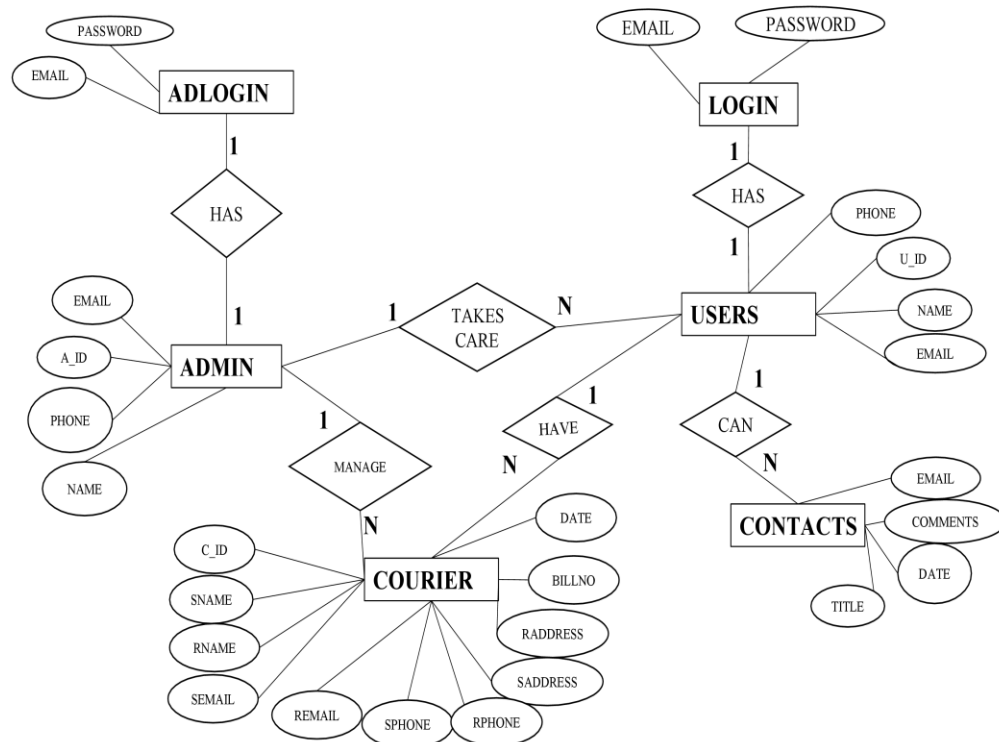 PASSWORD
EMAIL
ADLOGIN
1
HAS
1
EMAIL
PASSWORD
LOGIN
1
HAS
1
PHONE
U_ID
NAME
EMAIL
USERS
EMAIL
A_ID
PHONE
NAME
ADMIN
1
TAKES
CARE
N
1
MANAGE
N
1
HAVE
N
1
CAN
N
CONTACTS
EMAIL
COMMENTS
DATE
TITLE
COURIER
DATE
BILLNO
RADDRESS
SADDRESS
RPHONE
SPHONE
REMAIL
C_ID
SNAME
RNAME
SEMAIL